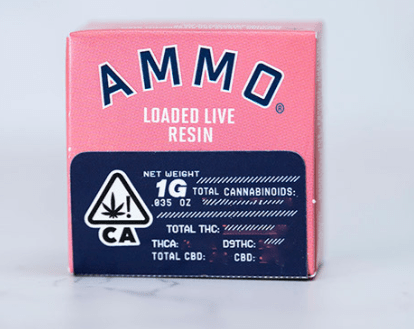 AMMO®
LOADED LIVE
RESIN
NET WEIGHT
1G TOTAL CANNABINOIDS:
.035 OZ
TOTAL THC:
THCA: D9THC:
TOTAL CBD: CBD:
CA